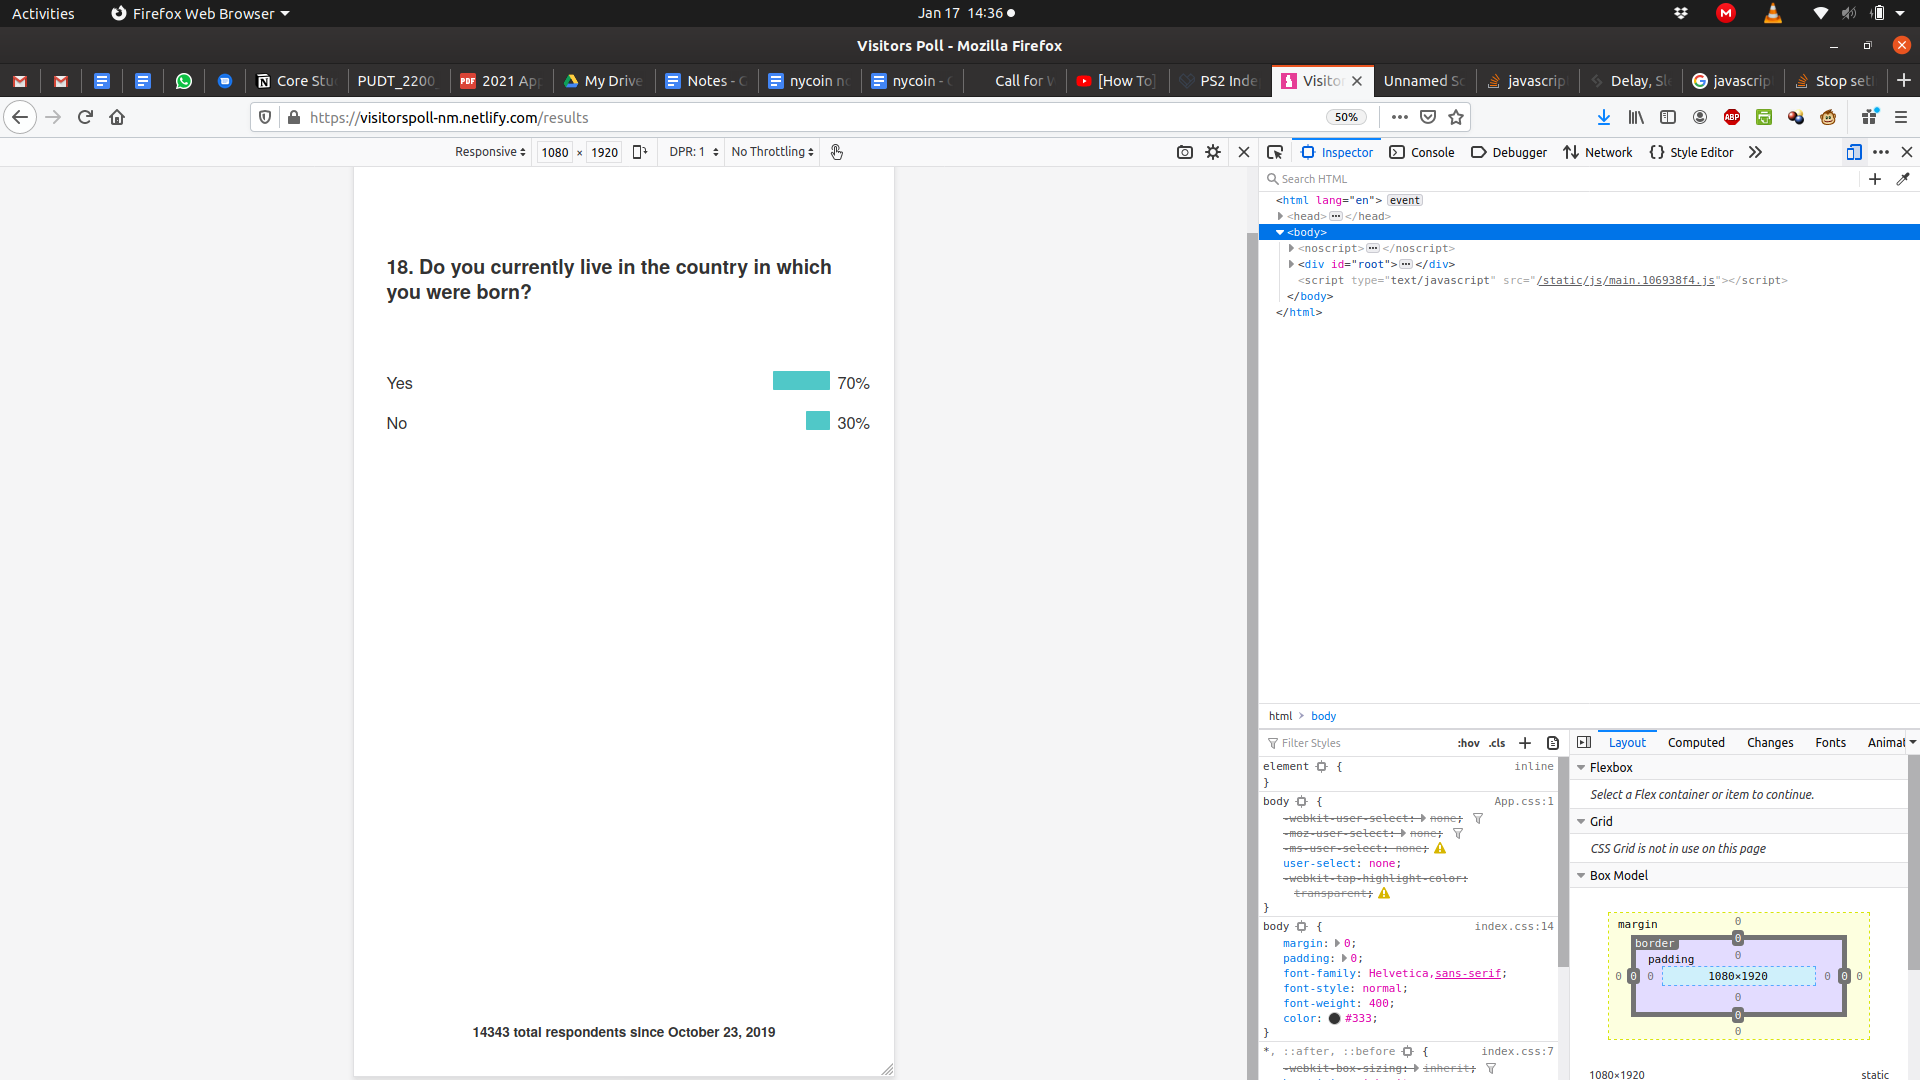 Activities Firefox Web Browser Jan 17 14:36
Visitors Poll - Mozilla Firefox
Core Stu PUDT_2200_ 2021 Ap My Drive Notes - G nycoin no nycoin - G Call for V [How To] PS2 Inde Visitor Unnamed Sc javascrip Delay, Sle javascrip Stop set
https://visitorspoll-nm.netlify.com/results 50%
Responsive 1080 × 1920 DPR: 1 No Throttling
Inspector Console Debugger Network Style Editor
Search HTML
<html lang="en"> event
<head> </head>
<body>
<noscript> </noscript>
<div id="root"> </div>
<script type="text/javascript" src="/static/js/main.106938f4.js"></script>
</body>
</html>
18. Do you currently live in the country in which
you were born?
Yes 70%
No 30%
14343 total respondents since October 23, 2019
html > body
Filter Styles :hov .cls +
element { inline
}
body { App.css:1
-webkit-user-select: none;
-moz-user-select: none;
-ms-user-select: none;
user-select: none;
-webkit-tap-highlight-color:
transparent;
}
body { index.css:14
margin: 0;
padding: 0;
font-family: Helvetica,sans-serif;
font-style: normal;
font-weight: 400;
color: #333;
}
*, ::after, ::before { index.css:7
-webkit-box-sizing: inherit;
Layout Computed Changes Fonts Animat
Flexbox
Select a Flex container or item to continue.
Grid
CSS Grid is not in use on this page
Box Model
margin 0
border 0
padding 0
0 0 0 1080×1920 0 0 0
0
0
0
1080×1920 static